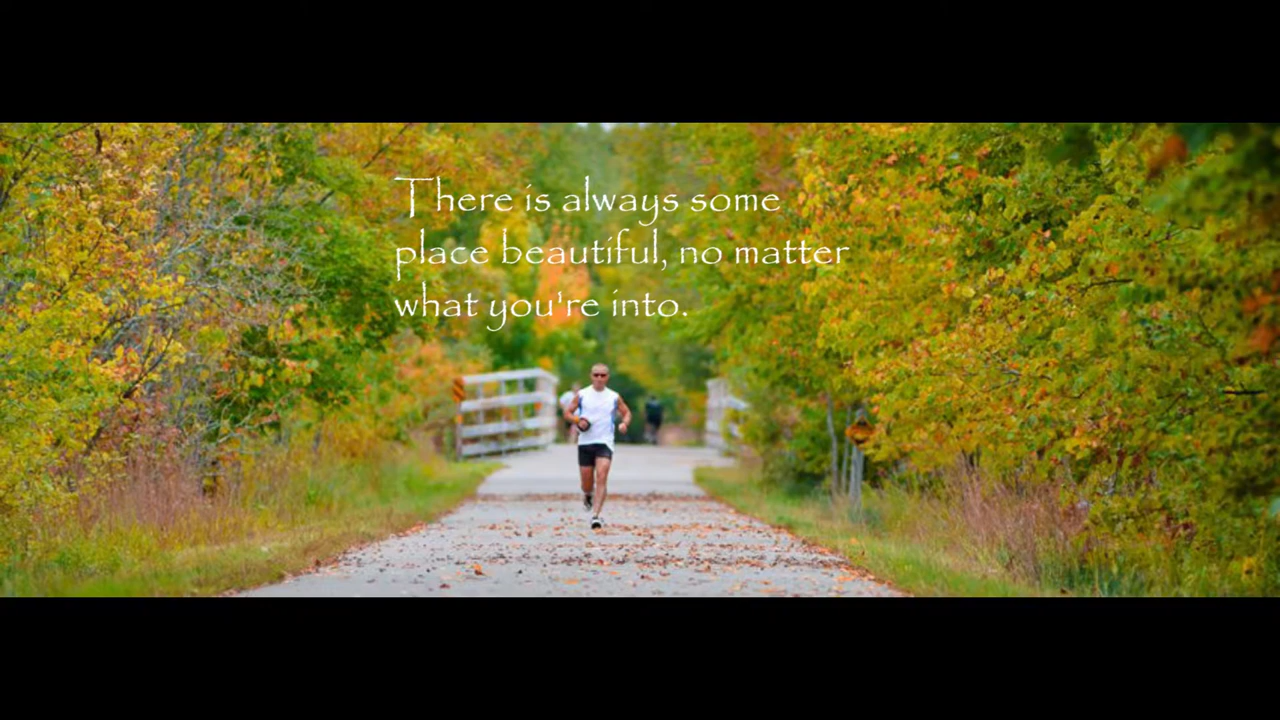 There is always some
place beautiful, no matter
what you're into.